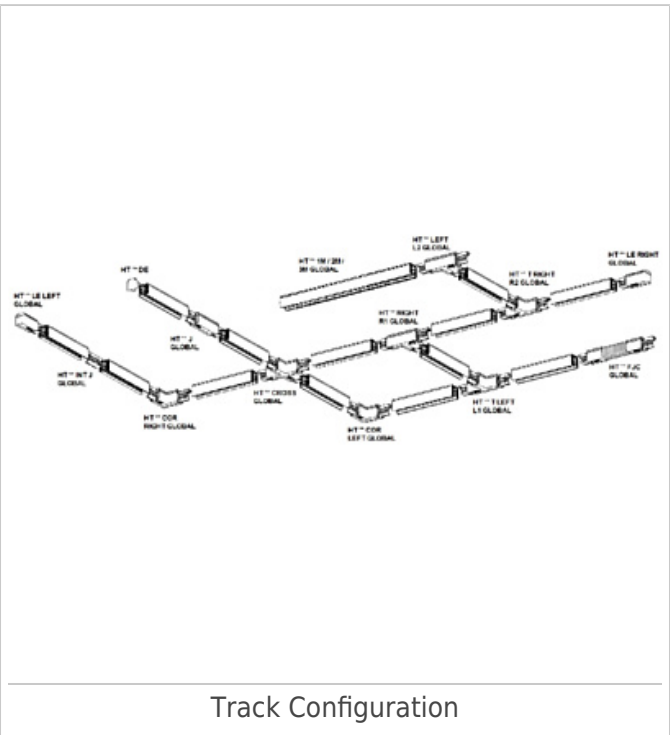 HT™ LEFT
L2 GLOBAL
HT™ LE RIGHT
GLOBAL
HT™ DE
HT™ 1M / 2M /
3M GLOBAL
HT™ T RIGHT
R2 GLOBAL
HT™ LE LEFT
GLOBAL
HT™ RIGHT
R1 GLOBAL
HT™ J
GLOBAL
HT™ FJC
GLOBAL
HT™ INT J
GLOBAL
HT™ CROSS
GLOBAL
HT™ T LEFT
L1 GLOBAL
HT™ COR
RIGHT GLOBAL
HT™ COR
LEFT GLOBAL
Track Configuration